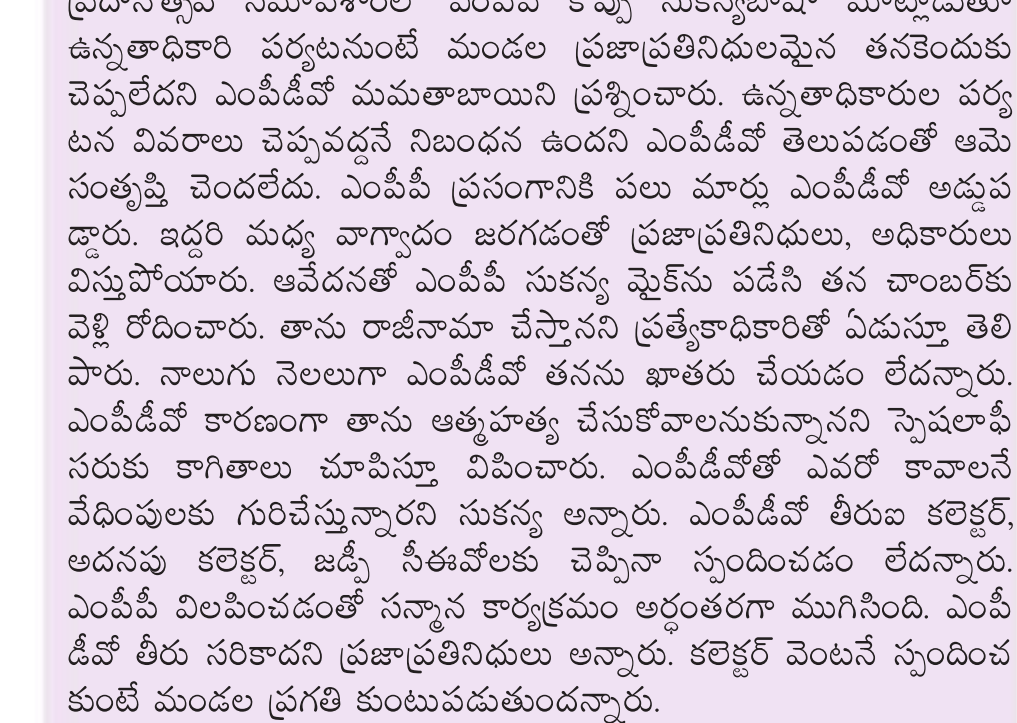 ఉన్నతాధికారి పర్యటనుంటే మండల ప్రజాప్రతినిధులమైన తనకెందుకు
చెప్పలేదని ఎంపీడీవో మమతాబాయిని ప్రశ్నించారు. ఉన్నతాధికారుల పర్య
టన వివరాలు చెప్పవద్దనే నిబంధన ఉందని ఎంపీడీవో తెలుపడంతో ఆమె
సంతృప్తి చెందలేదు. ఎంపీపీ ప్రసంగానికి పలు మార్లు ఎంపీడీవో అడ్డుప
డ్డారు. ఇద్దరి మధ్య వాగ్వాదం జరగడంతో ప్రజాప్రతినిధులు, అధికారులు
విస్తుపోయారు. ఆవేదనతో ఎంపీపీ సుకన్య మైక్‌ను పడేసి తన చాంబర్‌కు
వెళ్లి రోదించారు. తాను రాజీనామా చేస్తానని ప్రత్యేకాధికారితో ఏడుస్తూ తెలి
పారు. నాలుగు నెలలుగా ఎంపీడీవో తనను ఖాతరు చేయడం లేదన్నారు.
ఎంపీడీవో కారణంగా తాను ఆత్మహత్య చేసుకోవాలనుకున్నానని స్పెషలాఫీ
సరుకు కాగితాలు చూపిస్తూ విపించారు. ఎంపీడీవోతో ఎవరో కావాలనే
వేధింపులకు గురిచేస్తున్నారని సుకన్య అన్నారు. ఎంపీడీవో తీరుఐ కలెక్టర్,
అదనపు కలెక్టర్, జడ్పీ సీఈవోలకు చెప్పినా స్పందించడం లేదన్నారు.
ఎంపీపీ విలపించడంతో సన్మాన కార్యక్రమం అర్ధంతరగా ముగిసింది. ఎంపీ
డీవో తీరు సరికాదని ప్రజాప్రతినిధులు అన్నారు. కలెక్టర్ వెంటనే స్పందించ
కుంటే మండల ప్రగతి కుంటుపడుతుందన్నారు.